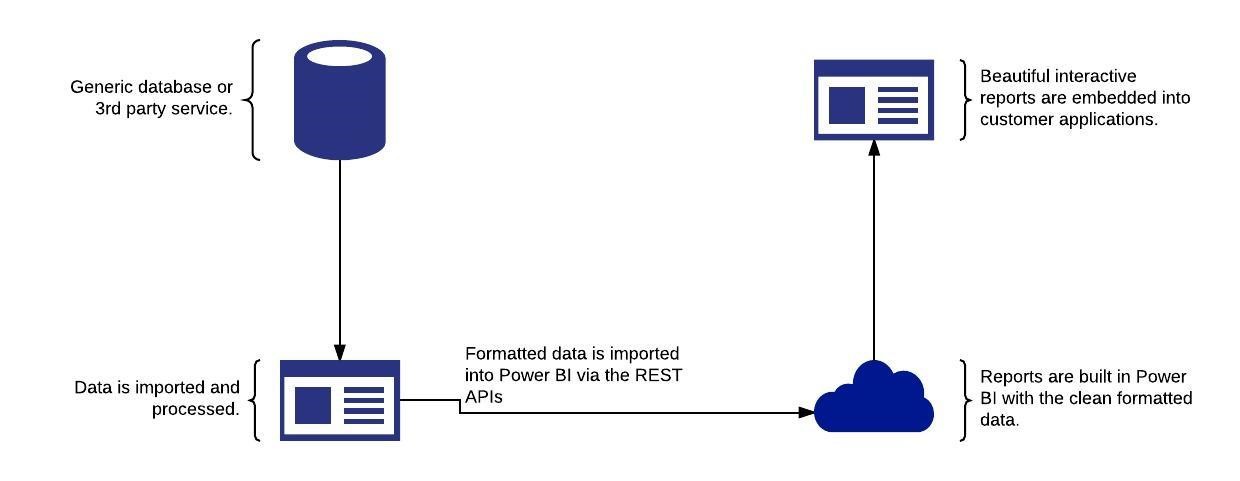 Generic database or
3rd party service.
Beautiful interactive
reports are embedded into
customer applications.
Data is imported and
processed.
Formatted data is imported
into Power BI via the REST
APIs
Reports are built in Power
BI with the clean formatted
data.